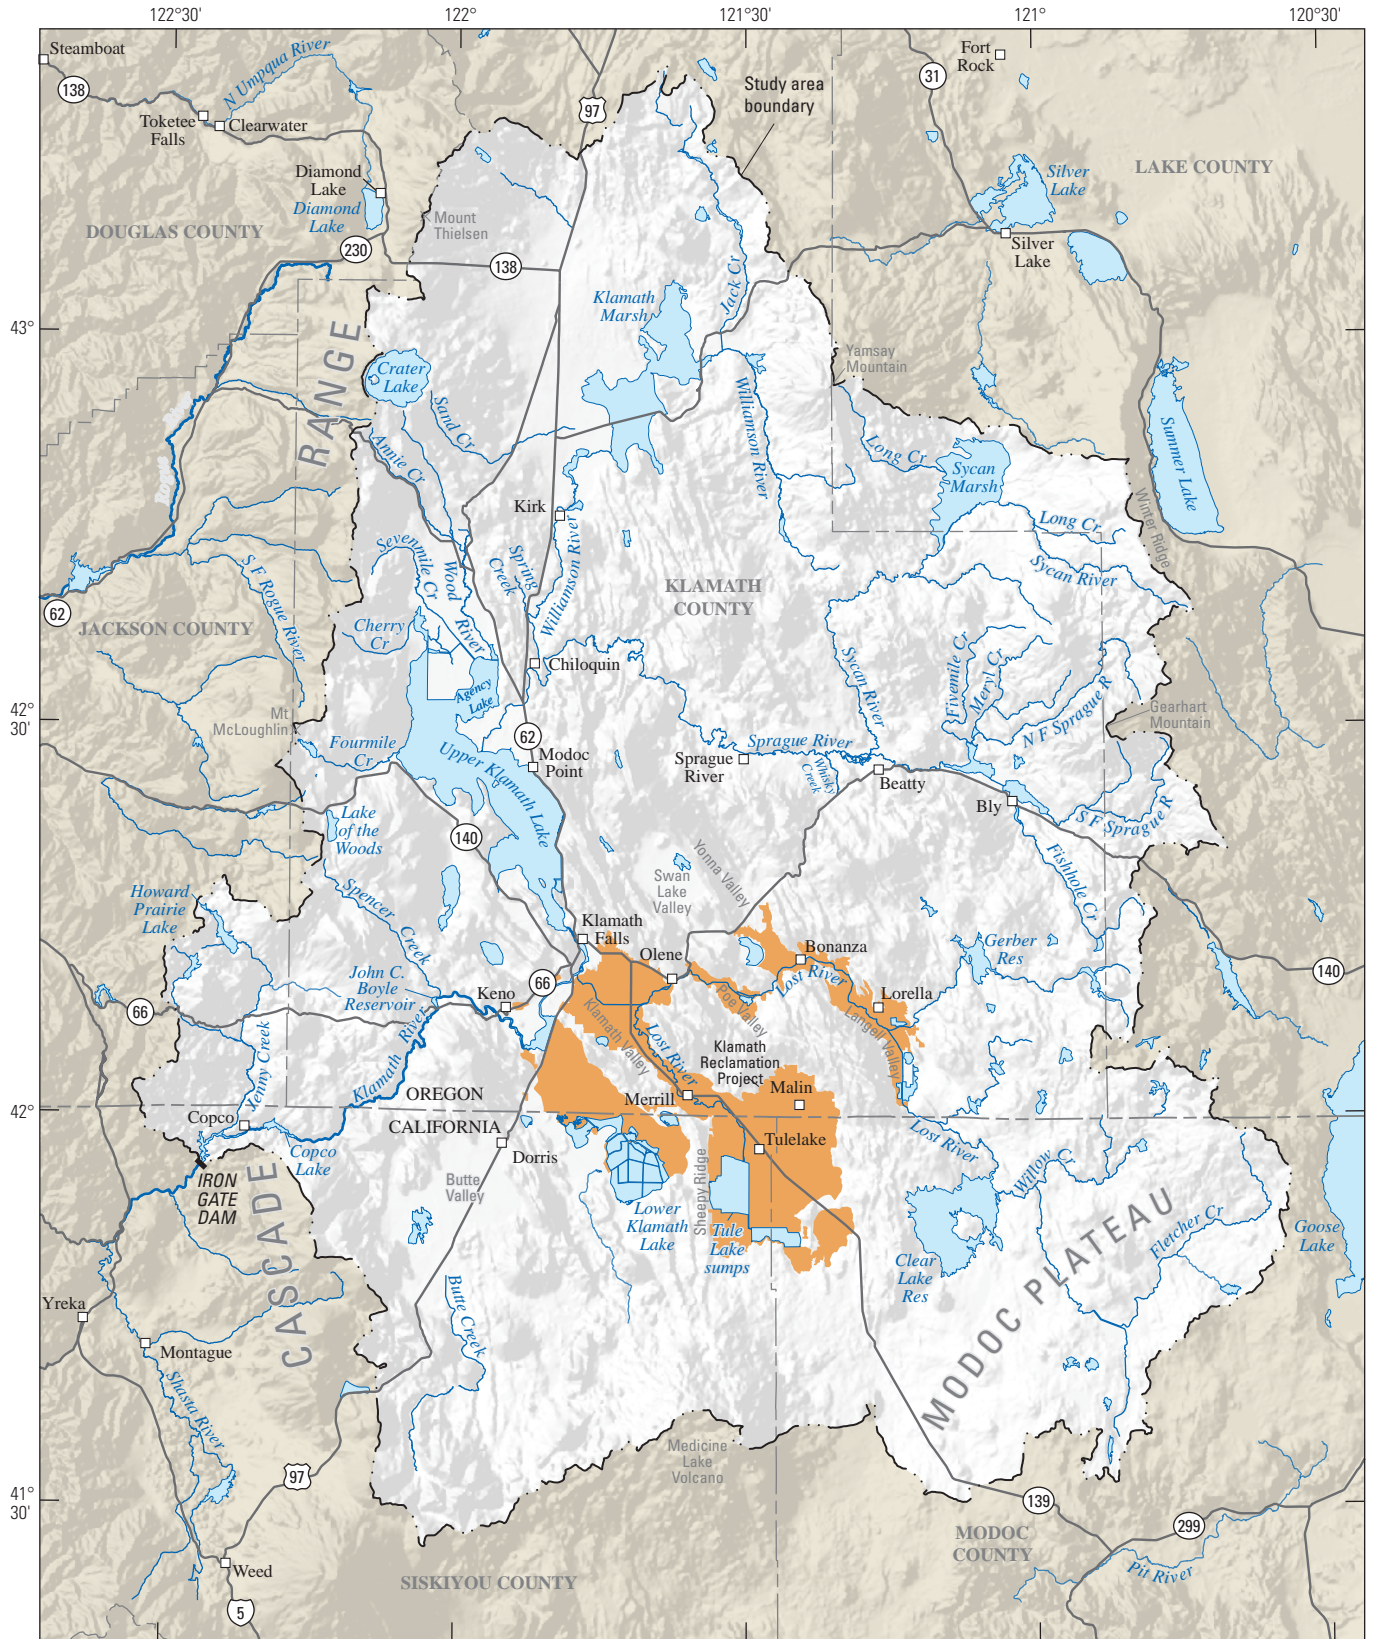 122°30'
122°
121°30'
121°
120°30'
Steamboat
N Umpqua River
138
Toketee
Falls
Clearwater
97
Study area
boundary
31
Fort
Rock
Diamond
Lake
Diamond
Lake
DOUGLAS COUNTY
230
Mount
Thielsen
138
Silver
Lake
LAKE COUNTY
Silver
Lake
Jack Cr
Klamath
Marsh
43°
RANGE
Crater
Lake
Yamsay
Mountain
Sand Cr
Annie Cr
Williamson River
Long Cr
Sycan
Marsh
Summer Lake
Winter Ridge
Kirk
Long Cr
Sycan River
Sevenmile Cr
Wood
River
Spring
Creek
Williamson River
KLAMATH
COUNTY
S F Rogue River
62
JACKSON COUNTY
Cherry
Cr
Chiloquin
Agency
Lake
Sycan River
Fivemile Cr
Meryl Cr
N F Sprague R
Gearhart
Mountain
42°
30'
Mt
McLoughlin
Fourmile
Cr
62
Upper Klamath Lake
Modoc
Point
Sprague River
Sprague
River
Whisky
Creek
Beatty
Bly
S F Sprague R
Lake
of the
Woods
140
Yonna Valley
Swan
Lake
Valley
Fishhole Cr
Howard
Prairie
Lake
Spencer
Creek
Klamath
Falls
Olene
Bonanza
Gerber
Res
140
John C.
Boyle
Reservoir
66
Keno
66
Lost River
Poe Valley
Lorella
Langell Valley
Klamath Valley
Lost River
Klamath
Reclamation
Project
Jenny Creek
Klamath River
OREGON
Merrill
Malin
42°
Copco
CALIFORNIA
Dorris
Tulelake
Lost River
Copco
Lake
IRON
GATE
DAM
Butte
Valley
Willow Cr
Sheepy Ridge
Lower
Klamath
Lake
Tule
Lake
sumps
Fletcher Cr
Goose
Lake
Clear
Lake
Res
CASCADE
MODOC PLATEAU
Yreka
Butte Creek
Montague
Shasta River
Medicine
Lake
Volcano
97
139
41°
30'
299
MODOC
COUNTY
Pit River
Weed
SISKIYOU COUNTY
5